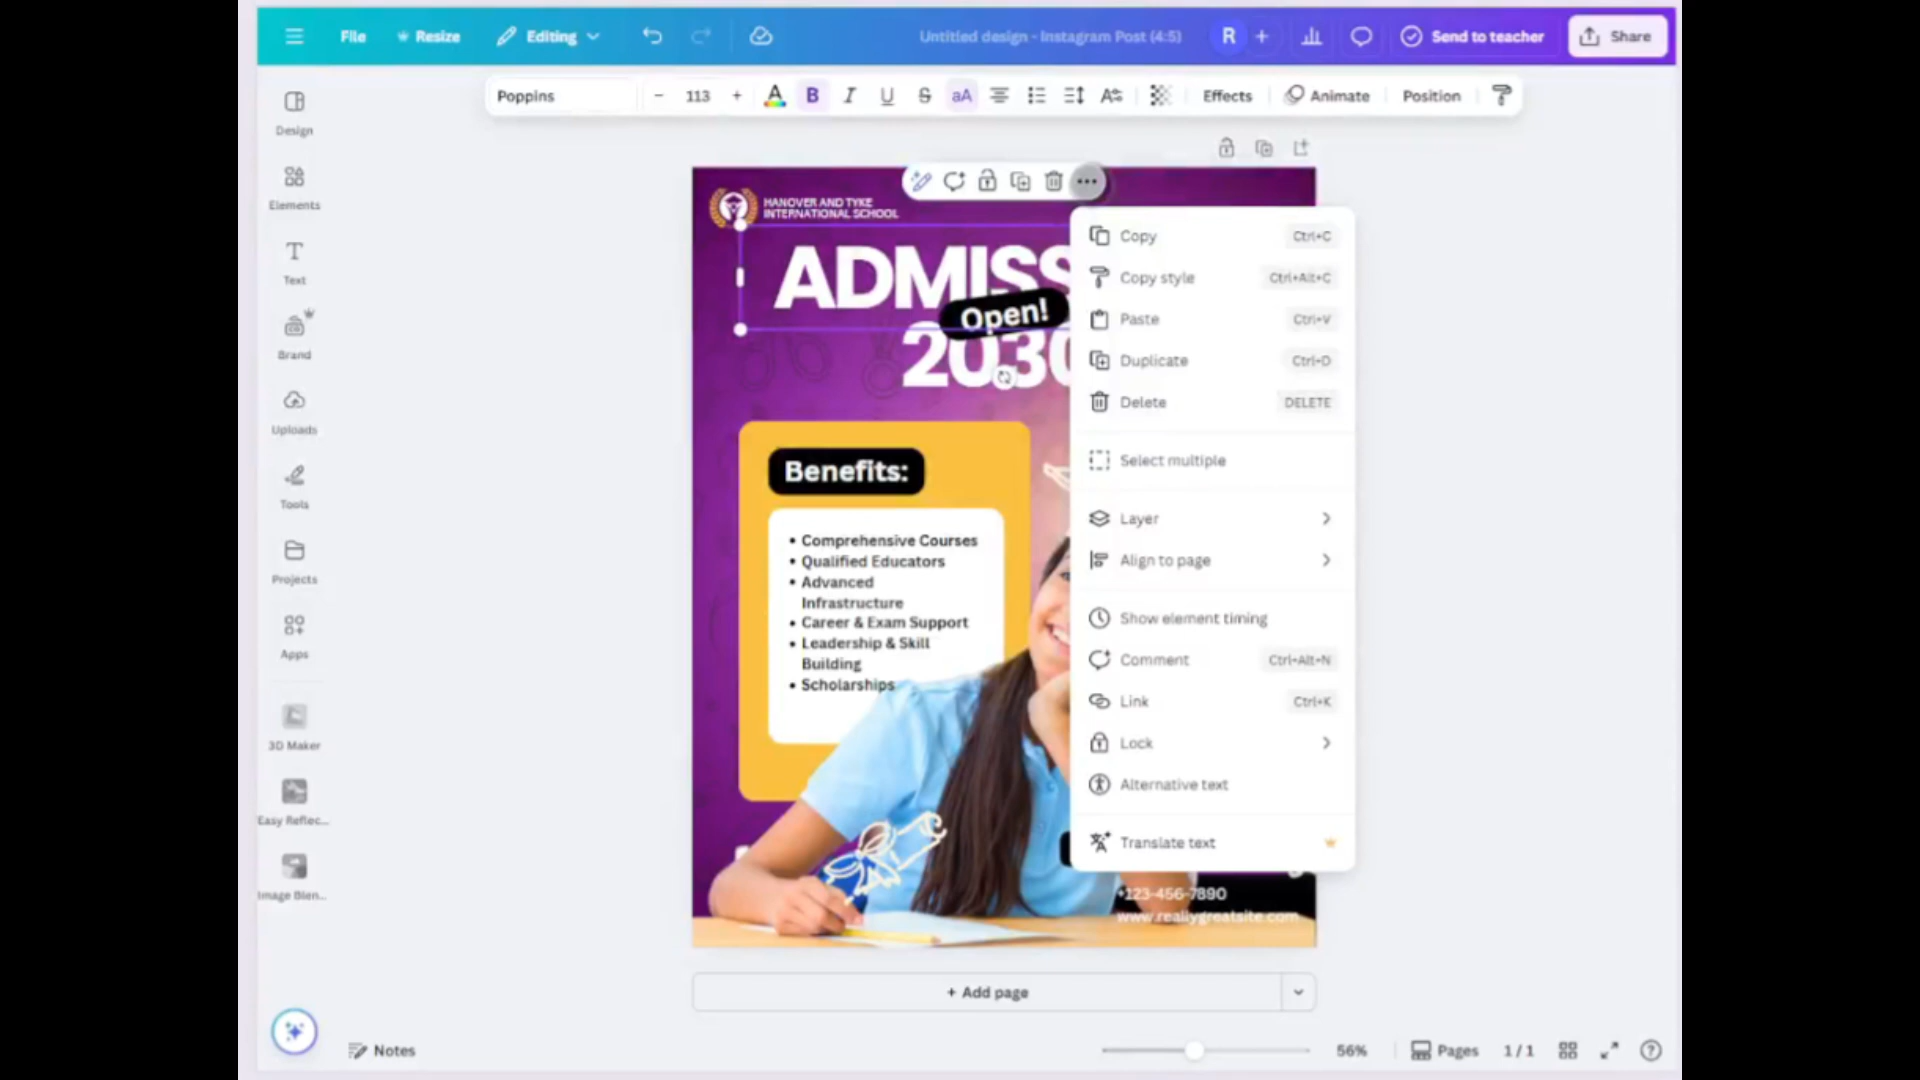 File
Resize
Editing
Untitled design - Instagram Post (4:5)
R
Send to teacher
Share
Poppins
113
A
B
I
U
S
aA
Effects
Animate
Position
Design
Elements
Text
Brand
Uploads
Tools
Projects
Apps
3D Maker
Easy Reflec...
Image Blen...
HANOVER AND TYKE
INTERNATIONAL SCHOOL
ADMISS
Open!
2030
Benefits:
• Comprehensive Courses
• Qualified Educators
• Advanced
Infrastructure
• Career & Exam Support
• Leadership & Skill
Building
• Scholarships
+123-456-7890
www.reallygreatsite.com
Copy Ctrl+C
Copy style Ctrl+Alt+C
Paste Ctrl+V
Duplicate Ctrl+D
Delete DELETE
Select multiple
Layer
Align to page
Show element timing
Comment Ctrl+Alt+N
Link Ctrl+K
Lock
Alternative text
Translate text
+ Add page
Notes
56%
Pages
1 / 1